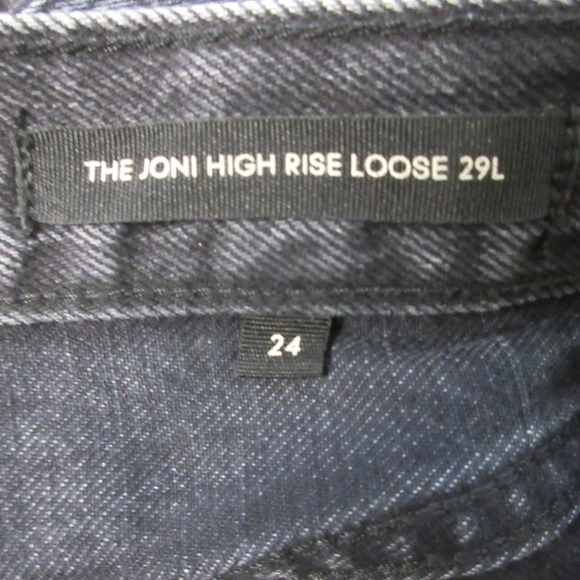 THE JONI HIGH RISE LOOSE 29L
24